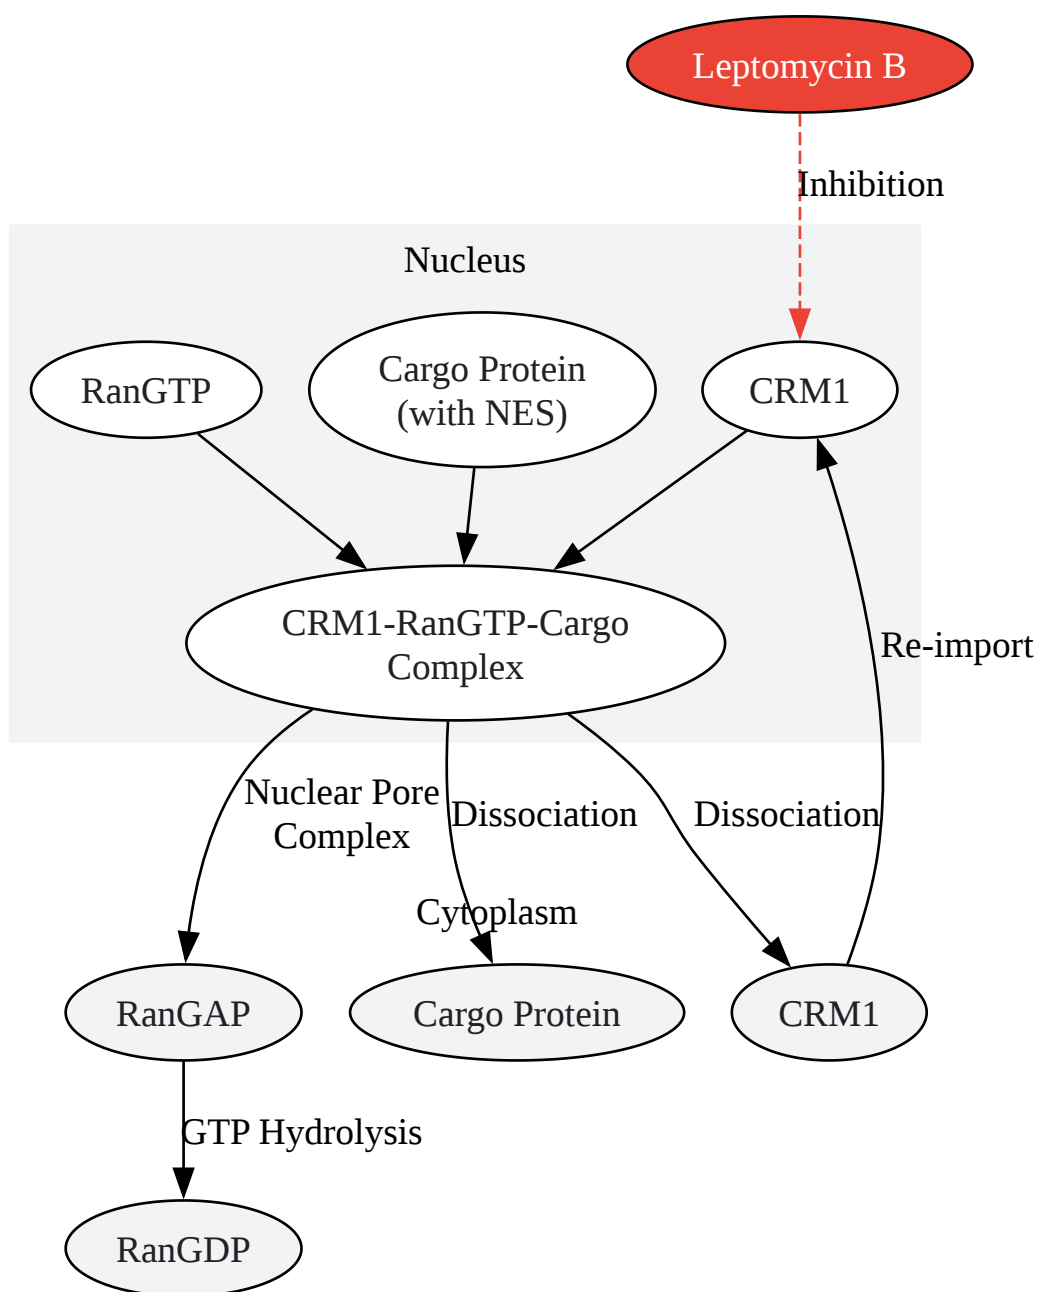 Leptomycin B
Inhibition
Nucleus
RanGTP
Cargo Protein
(with NES)
CRM1
CRM1-RanGTP-Cargo
Complex
Re-import
Nuclear Pore
Complex
Dissociation
Dissociation
Cytoplasm
RanGAP
Cargo Protein
CRM1
GTP Hydrolysis
RanGDP